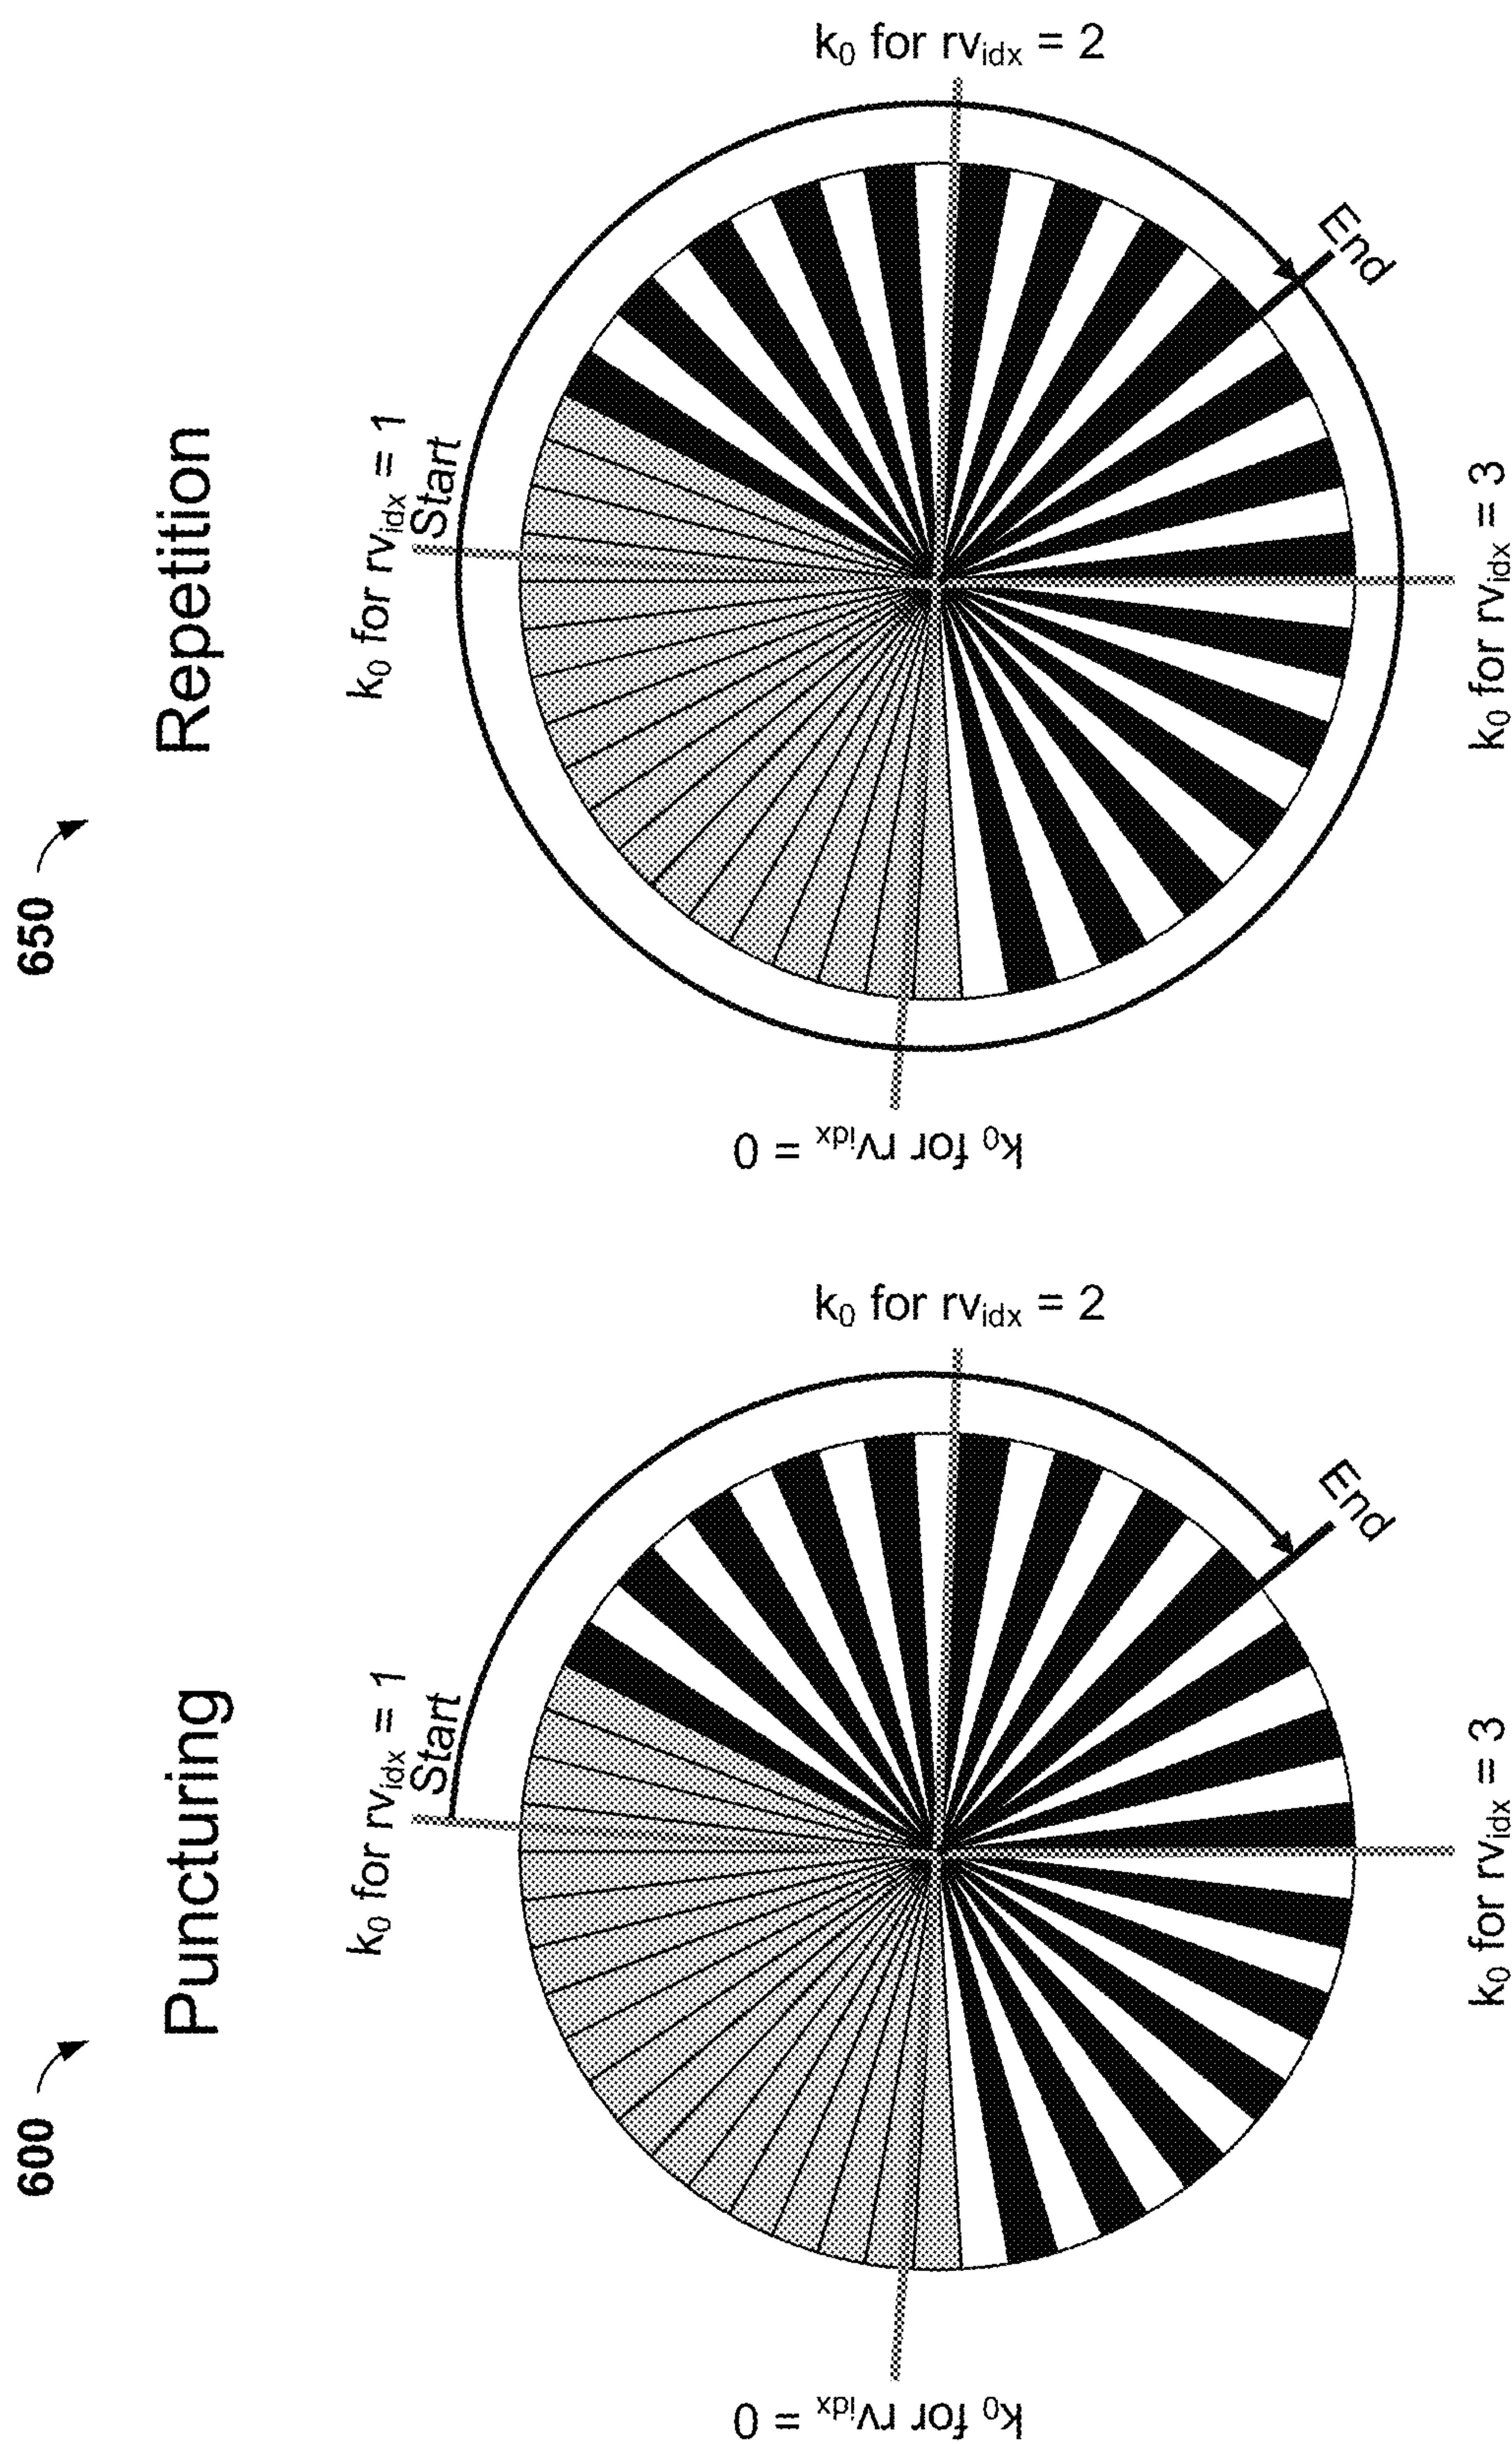 600
Puncturing
k₀ for rvᵢdₓ = 1
Start
k₀ for rvᵢdₓ = 0
k₀ for rvᵢdₓ = 2
End
k₀ for rvᵢdₓ = 3
650
Repetition
k₀ for rvᵢdₓ = 1
Start
k₀ for rvᵢdₓ = 0
k₀ for rvᵢdₓ = 2
End
k₀ for rvᵢdₓ = 3